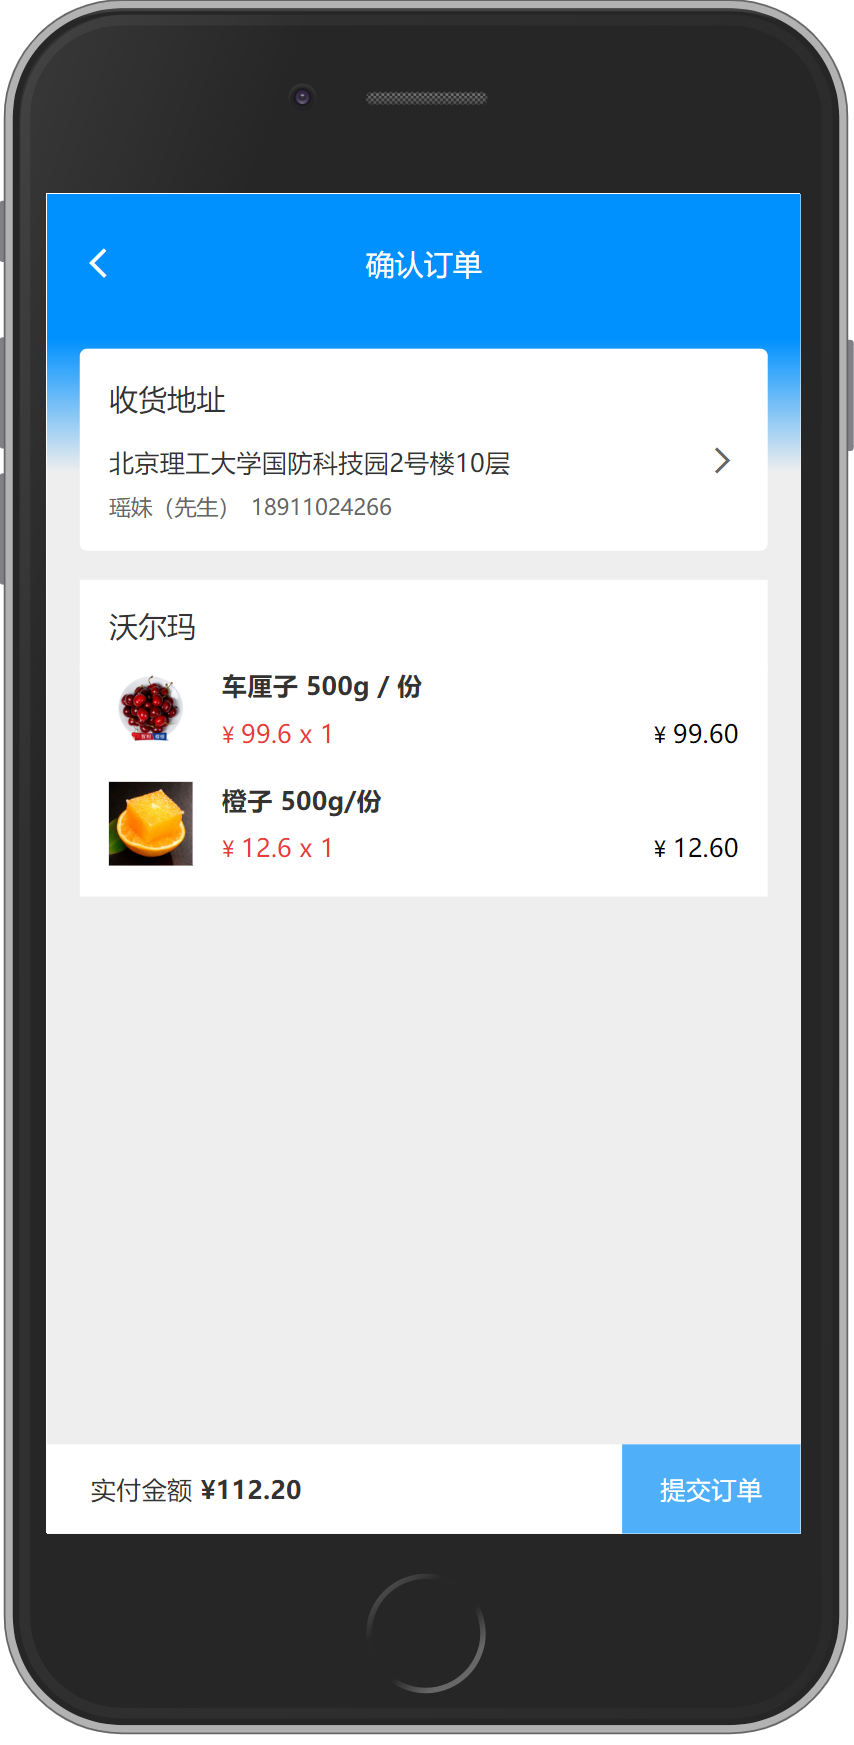 确认订单
收货地址
北京理工大学国防科技园2号楼10层
瑶妹（先生） 18911024266
沃尔玛
车厘子 500g / 份
¥ 99.6 x 1 ¥ 99.60
橙子 500g/份
¥ 12.6 x 1 ¥ 12.60
实付金额 ¥112.20 提交订单